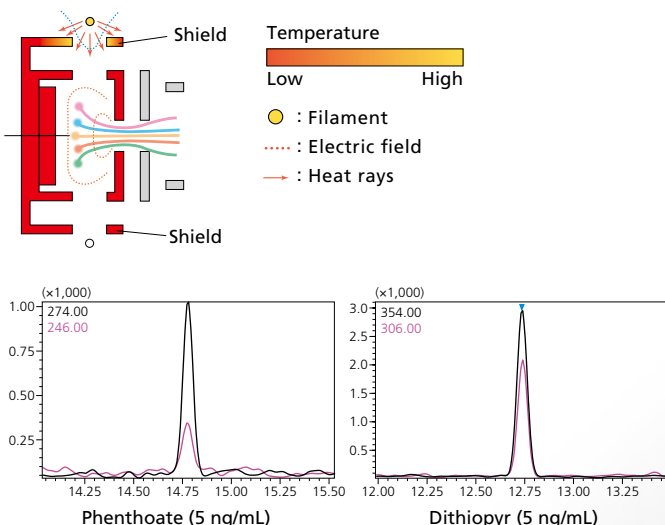 Shield
Temperature
Low High
: Filament
: Electric field
: Heat rays
Shield
(×1,000)
274.00
246.00
1.00
0.75
0.50
0.25
14.25 14.50 14.75 15.00 15.25 15.50
Phenthoate (5 ng/mL)
(×1,000)
354.00
306.00
3.0
2.5
2.0
1.5
1.0
0.5
12.00 12.25 12.50 12.75 13.00 13.25
Dithiopyr (5 ng/mL)